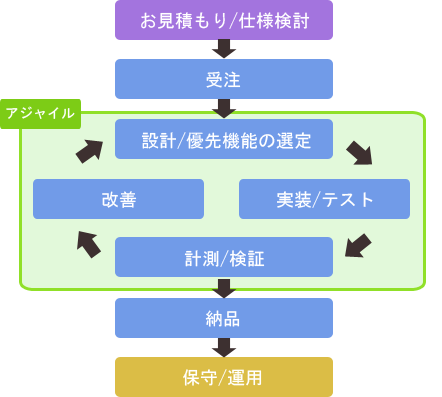 お見積もり/仕様検討
受注
アジャイル
設計/優先機能の選定
改善
実装/テスト
計測/検証
納品
保守/運用